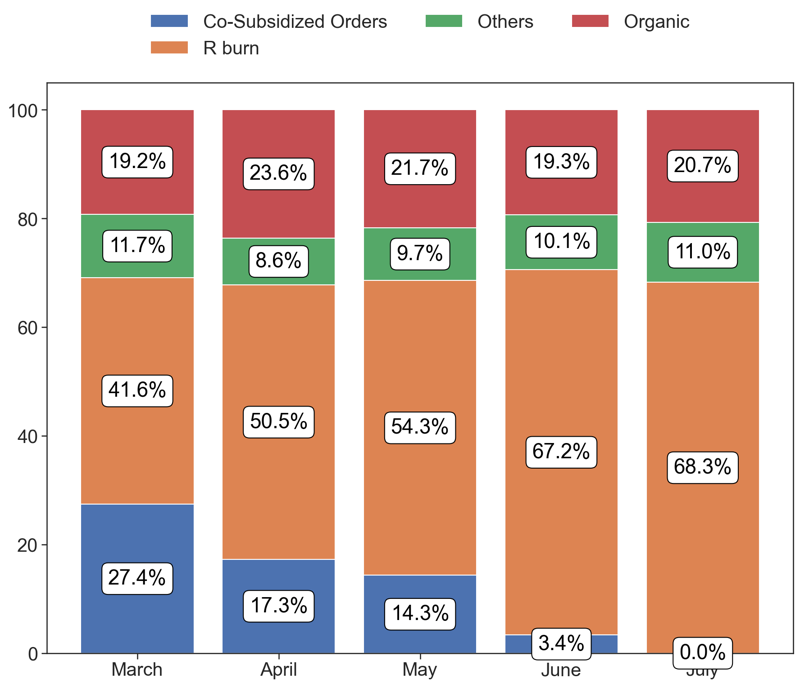 Co-Subsidized Orders Others Organic
R burn
100
80
60
40
20
0
19.2% 23.6% 21.7% 19.3% 20.7%
11.7% 8.6% 9.7% 10.1% 11.0%
41.6% 50.5% 54.3% 67.2% 68.3%
27.4% 17.3% 14.3% 3.4% 0.0%
March April May June July